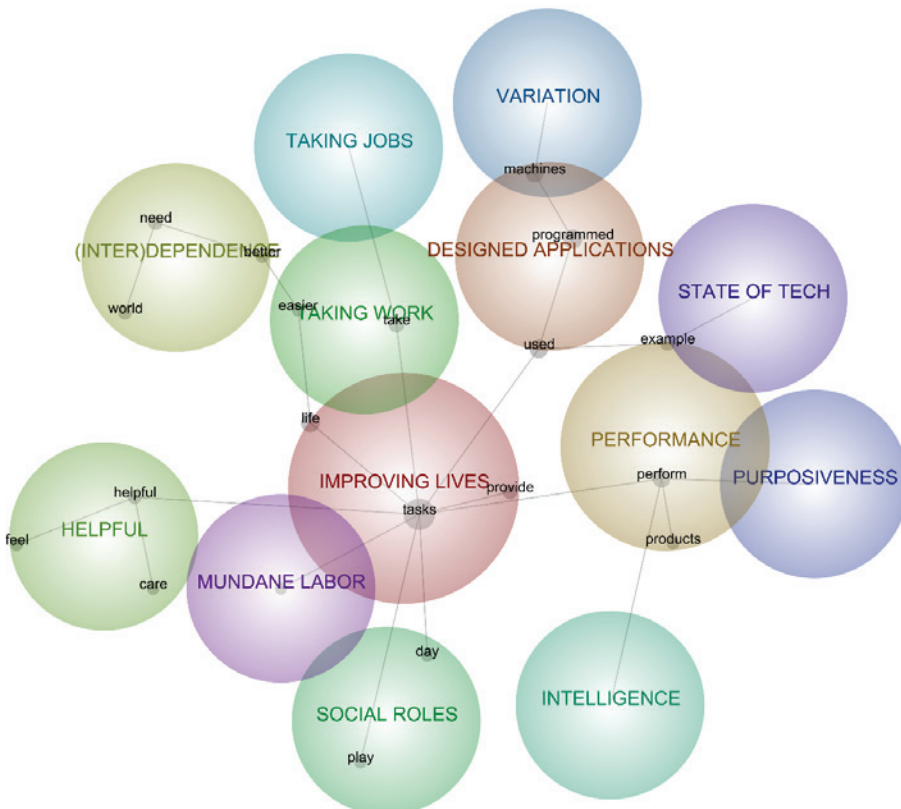 VARIATION
TAKING JOBS
machines
need
programmed
(INTER)DEPENDENCE
better
DESIGNED APPLICATIONS
STATE OF TECH
world
easier
TAKING WORK
take
used
example
life
PERFORMANCE
IMPROVING LIVES
provide
perform
PURPOSIVENESS
helpful
tasks
HELPFUL
feel
products
care
MUNDANE LABOR
day
SOCIAL ROLES
INTELLIGENCE
play